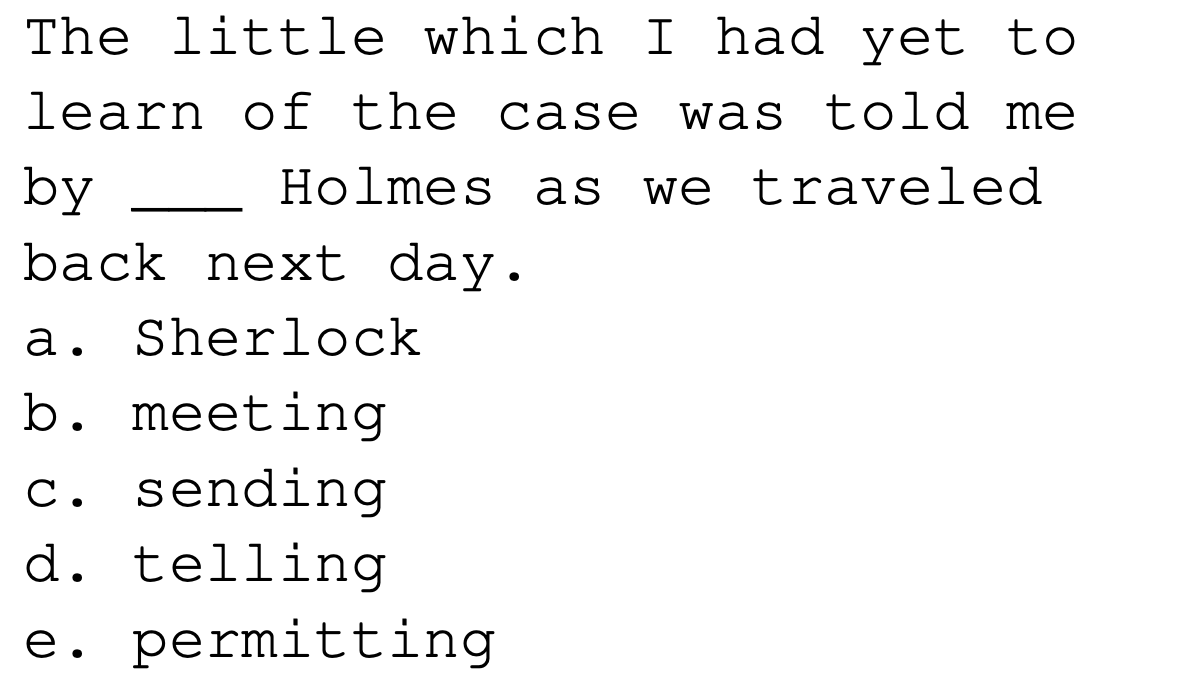 The little which I had yet to
learn of the case was told me
by ___ Holmes as we traveled
back next day.
a. Sherlock
b. meeting
c. sending
d. telling
e. permitting